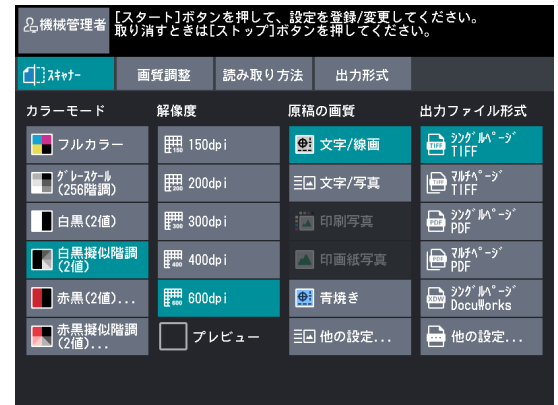 機械管理者
[スタート]ボタンを押して、設定を登録/変更してください。
取り消すときは[ストップ]ボタンを押してください。
スキャナー
画質調整
読み取り方法
出力形式
カラーモード
フルカラー
グレースケール
(256階調)
白黒(2値)
白黒擬似階調
(2値)
赤黒(2値)...
赤黒擬似階調
(2値)...
解像度
150dpi
200dpi
300dpi
400dpi
600dpi
プレビュー
原稿の画質
文字/線画
文字/写真
印刷写真
印画紙写真
青焼き
他の設定...
出力ファイル形式
シングルページ
TIFF
マルチページ
TIFF
シングルページ
PDF
マルチページ
PDF
シングルページ
DocuWorks
他の設定...